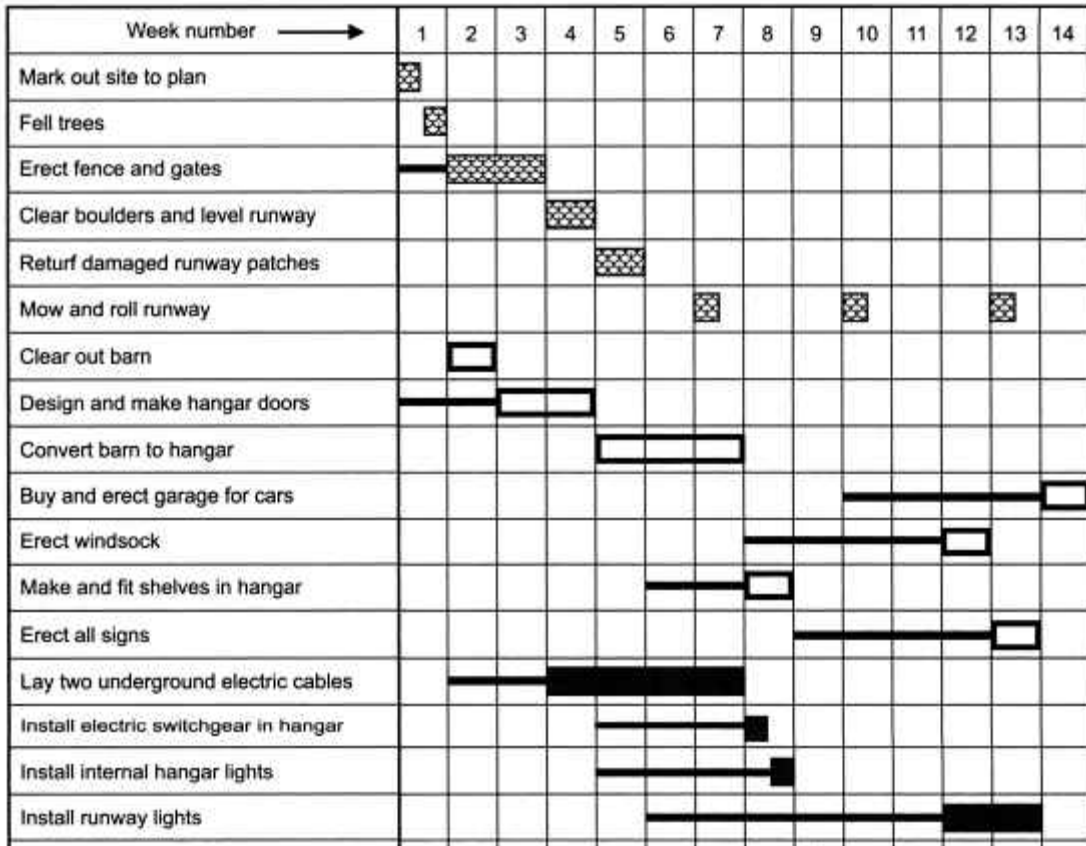 Week number 1 2 3 4 5 6 7 8 9 10 11 12 13 14
Mark out site to plan
Fell trees
Erect fence and gates
Clear boulders and level runway
Returf damaged runway patches
Mow and roll runway
Clear out barn
Design and make hangar doors
Convert barn to hangar
Buy and erect garage for cars
Erect windsock
Make and fit shelves in hangar
Erect all signs
Lay two underground electric cables
Install electric switchgear in hangar
Install internal hangar lights
Install runway lights